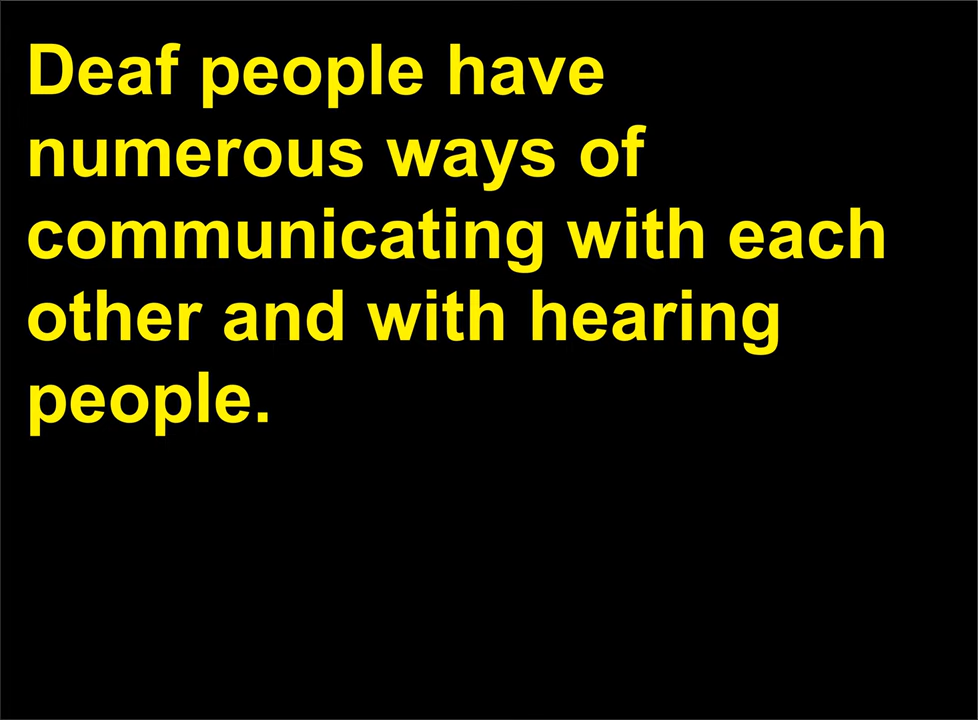 Deaf people have
numerous ways of
communicating with each
other and with hearing
people.